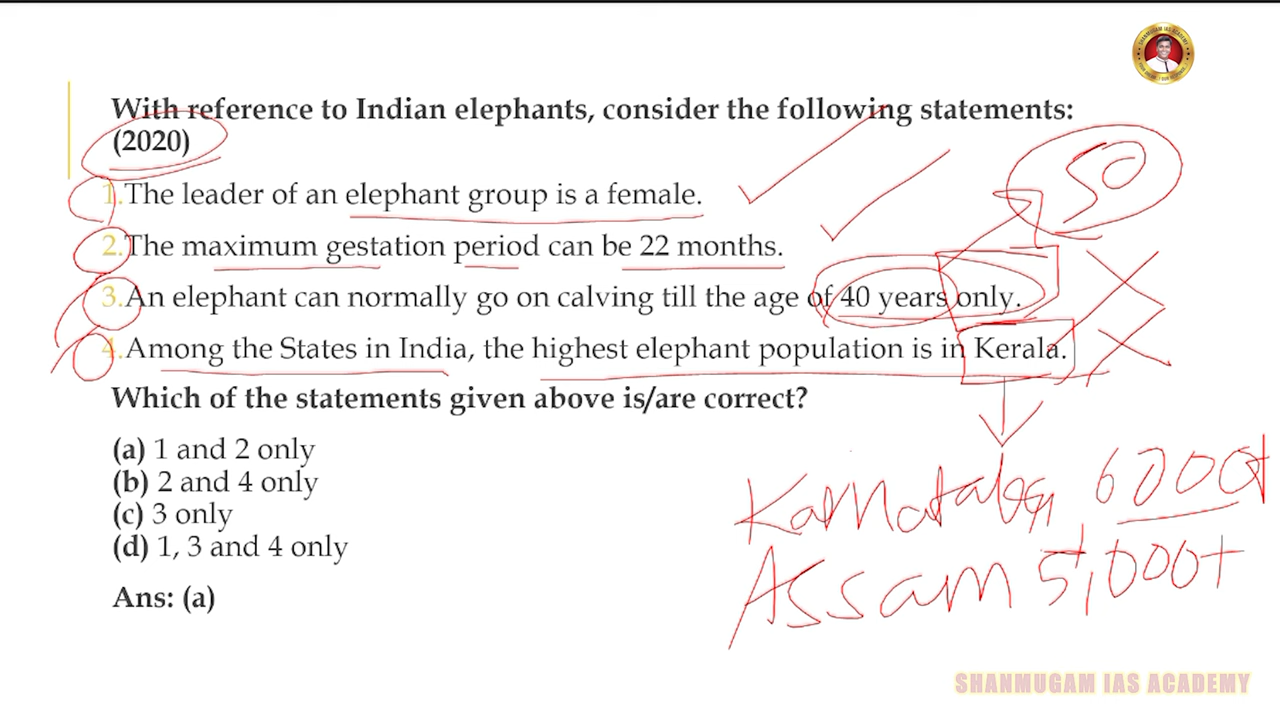 With reference to Indian elephants, consider the following statements:
(2020)
1.The leader of an elephant group is a female.
2.The maximum gestation period can be 22 months.
50
3.An elephant can normally go on calving till the age of 40 years only.
4.Among the States in India, the highest elephant population is in Kerala.
Which of the statements given above is/are correct?
(a) 1 and 2 only
(b) 2 and 4 only
(c) 3 only
(d) 1, 3 and 4 only
Ans: (a)
Karnataka, 6000+
Assam 5,000+
SHANMUGAM IAS ACADEMY